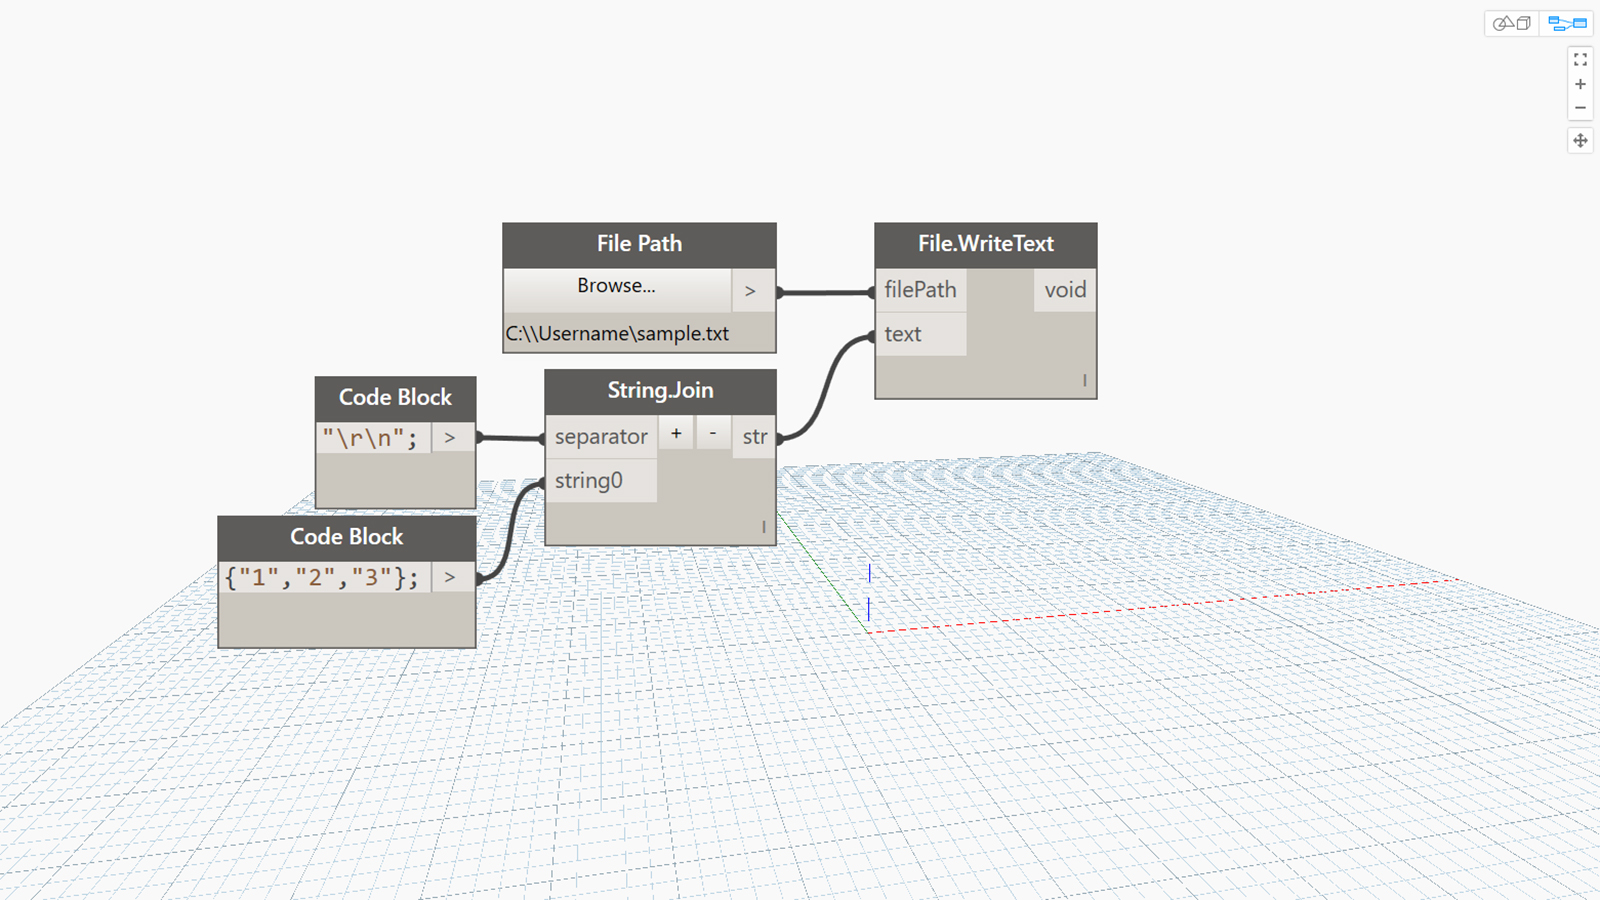 File Path
Browse...
>
C:\\Username\sample.txt
File.WriteText
filePath
void
text
l
Code Block
"\r\n";
>
String.Join
separator
+
-
str
string0
l
Code Block
{"1","2","3"};
>